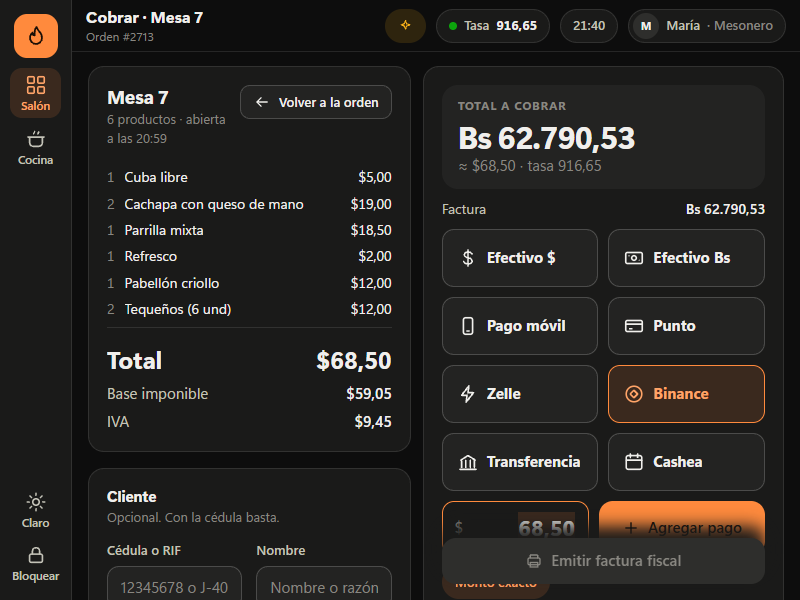 Cobrar · Mesa 7
Orden #2713
Tasa 916,65
21:40
M María · Mesonero
Salón
Cocina
Claro
Bloquear
Mesa 7
6 productos · abierta
a las 20:59
← Volver a la orden
1 Cuba libre $5,00
2 Cachapa con queso de mano $19,00
1 Parrilla mixta $18,50
1 Refresco $2,00
1 Pabellón criollo $12,00
2 Tequeños (6 und) $12,00
Total $68,50
Base imponible $59,05
IVA $9,45
Cliente
Opcional. Con la cédula basta.
Cédula o RIF Nombre
12345678 o J-40 Nombre o razón
TOTAL A COBRAR
Bs 62.790,53
≈ $68,50 · tasa 916,65
Factura Bs 62.790,53
Efectivo $
Efectivo Bs
Pago móvil
Punto
Zelle
Binance
Transferencia
Cashea
$ 68,50
+ Agregar pago
Emitir factura fiscal
Monto exacto